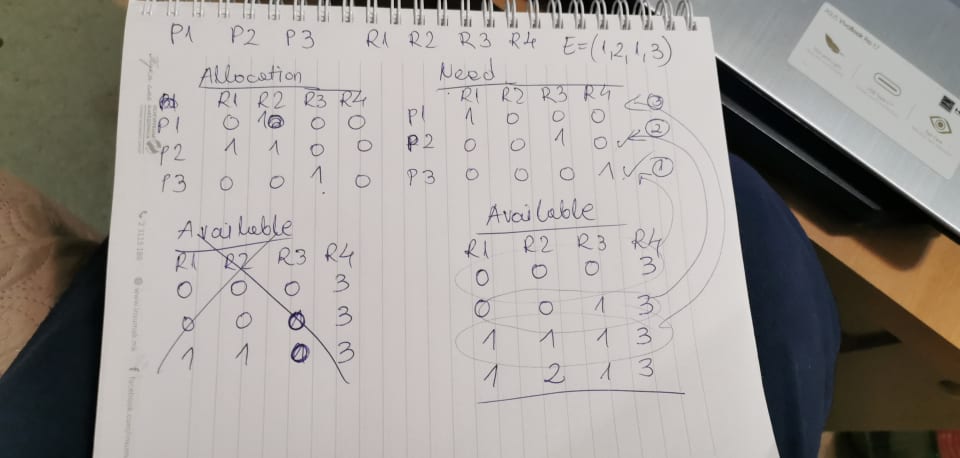 P1 P2 P3 R1 R2 R3 R4 E=(1,2,1,3)
Allocation
R1 R2 R3 R4
P1 0 1 0 0
P2 1 1 0 0
P3 0 0 1 0
Need
R1 R2 R3 R4
P1 1 0 0 0 ③
P2 0 0 1 0 ②
P3 0 0 0 1 ①
Available
R1 R2 R3 R4
0 0 0 3
0 0 0 3
1 1 0 3
Available
R1 R2 R3 R4
0 0 0 3
0 0 1 3
1 1 1 3
1 2 1 3